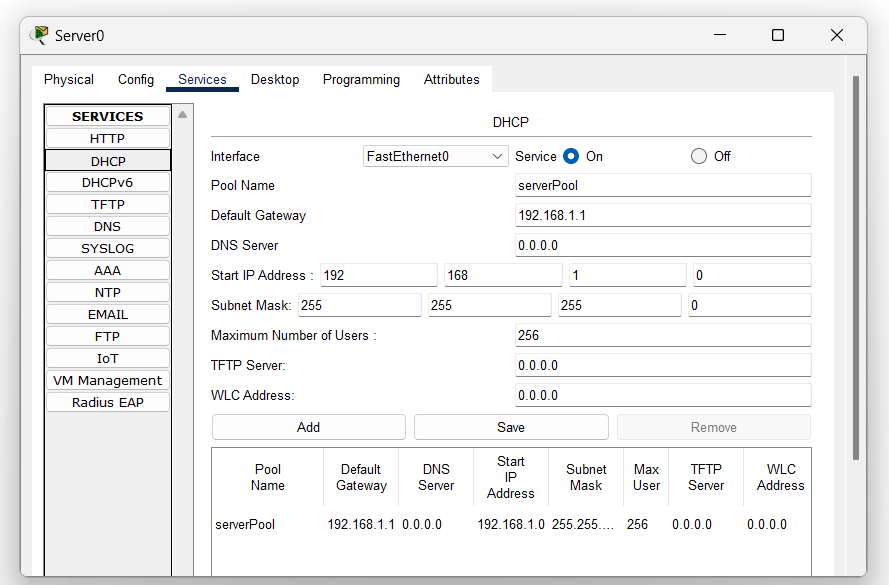 Server0
Physical Config Services Desktop Programming Attributes
SERVICES
HTTP
DHCP
DHCPv6
TFTP
DNS
SYSLOG
AAA
NTP
EMAIL
FTP
IoT
VM Management
Radius EAP
DHCP
Interface FastEthernet0 Service On Off
Pool Name serverPool
Default Gateway 192.168.1.1
DNS Server 0.0.0.0
Start IP Address : 192 168 1 0
Subnet Mask: 255 255 255 0
Maximum Number of Users : 256
TFTP Server: 0.0.0.0
WLC Address: 0.0.0.0
Add Save Remove
Pool Name Default Gateway DNS Server Start IP Address Subnet Mask Max User TFTP Server WLC Address
serverPool 192.168.1.1 0.0.0.0 192.168.1.0 255.255.... 256 0.0.0.0 0.0.0.0